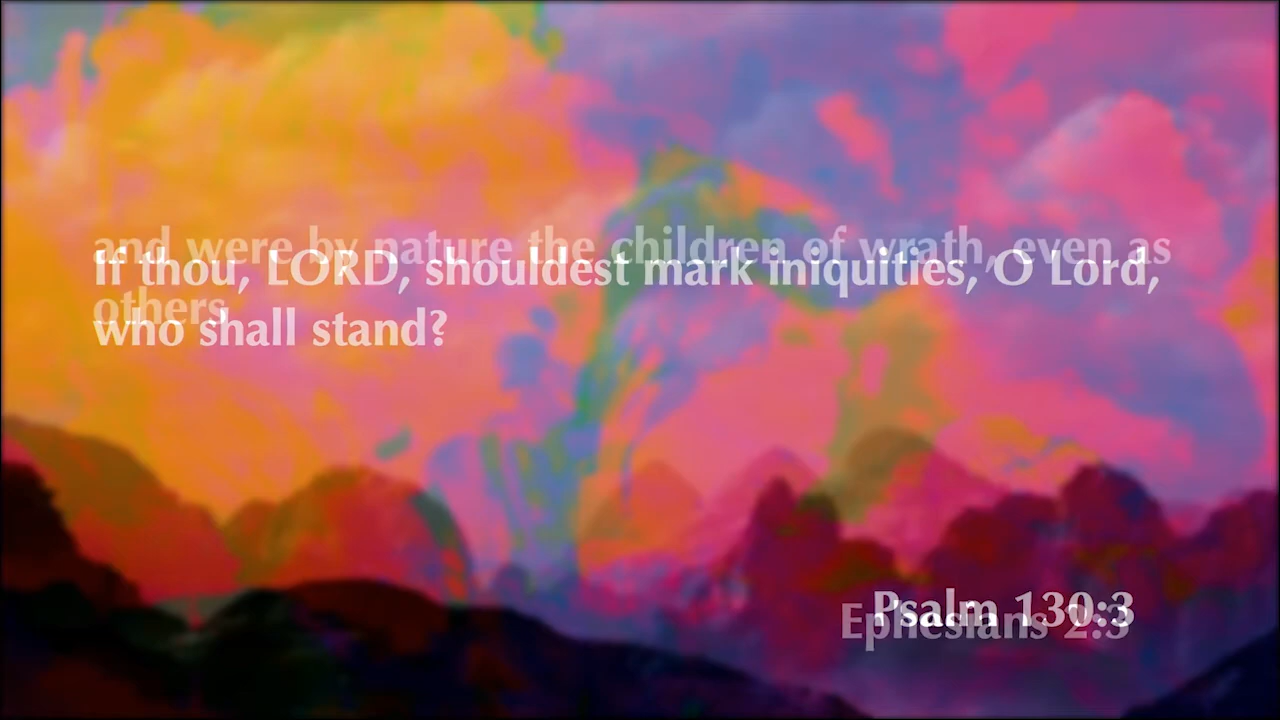 and were by nature the children of wrath, even as
others.
If thou, LORD, shouldest mark iniquities, O Lord,
who shall stand?
Psalm 130:3
Ephesians 2:3